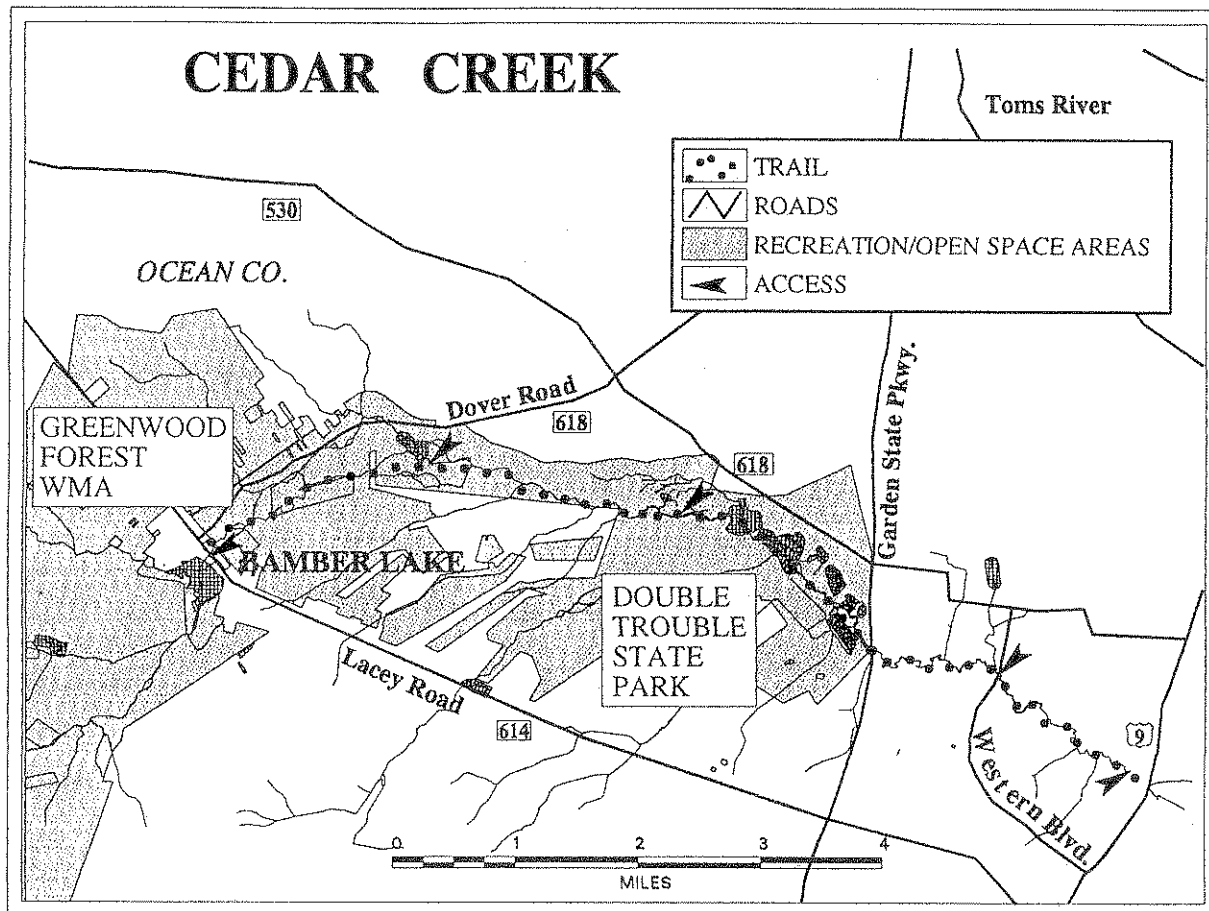 CEDAR CREEK
Toms River
TRAIL
ROADS
RECREATION/OPEN SPACE AREAS
ACCESS
530
OCEAN CO.
Garden State Pkwy.
Dover Road
618
GREENWOOD
FOREST
WMA
618
BAMBER LAKE
DOUBLE
TROUBLE
STATE
PARK
Lacey Road
614
9
Western Blvd.
0 1 2 3 4
MILES